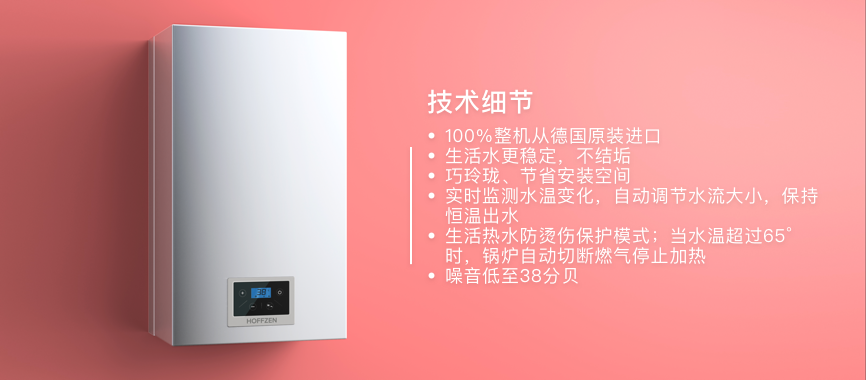 技术细节
• 100%整机从德国原装进口
• 生活水更稳定，不结垢
• 巧玲珑、节省安装空间
• 实时监测水温变化，自动调节水流大小，保持
恒温出水
• 生活热水防烫伤保护模式；当水温超过65°
时，锅炉自动切断燃气停止加热
• 噪音低至38分贝
HOFFZEN